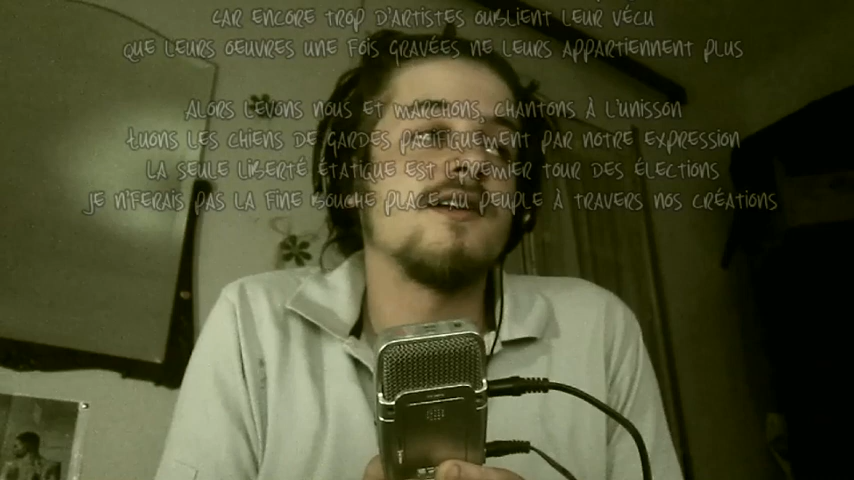 CAR ENCORE TROP D'ARTISTES OUBLIENT LEUR VÉCU
QUE LEURS OEUVRES UNE FOIS GRAVÉES NE LEURS APPARTIENNENT PLUS
ALORS LEVONS NOUS ET MARCHONS, CHANTONS À L'UNISSON
TUONS LES CHIENS DE GARDES PATIQUEMENT PAR NOTRE EXPRESSION
LA SEULE LIBERTÉ ÉTATIQUE EST PREMIER TOUR DES ÉLECTIONS
JE N'FERAIS PAS LA FINE BOUCHE PLACE AU PEUPLE À TRAVERS NOS CRÉATIONS